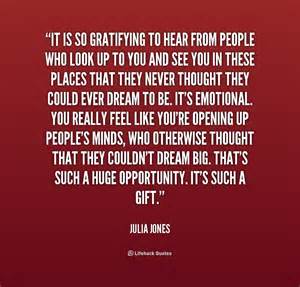 “IT IS SO GRATIFYING TO HEAR FROM PEOPLE
WHO LOOK UP TO YOU AND SEE YOU IN THESE
PLACES THAT THEY NEVER THOUGHT THEY
COULD EVER DREAM TO BE. IT'S EMOTIONAL.
YOU REALLY FEEL LIKE YOU'RE OPENING UP
PEOPLE'S MINDS, WHO OTHERWISE THOUGHT
THAT THEY COULDN'T DREAM BIG. THAT'S
SUCH A HUGE OPPORTUNITY. IT'S SUCH A
GIFT.”
JULIA JONES
Lifehack Quotes